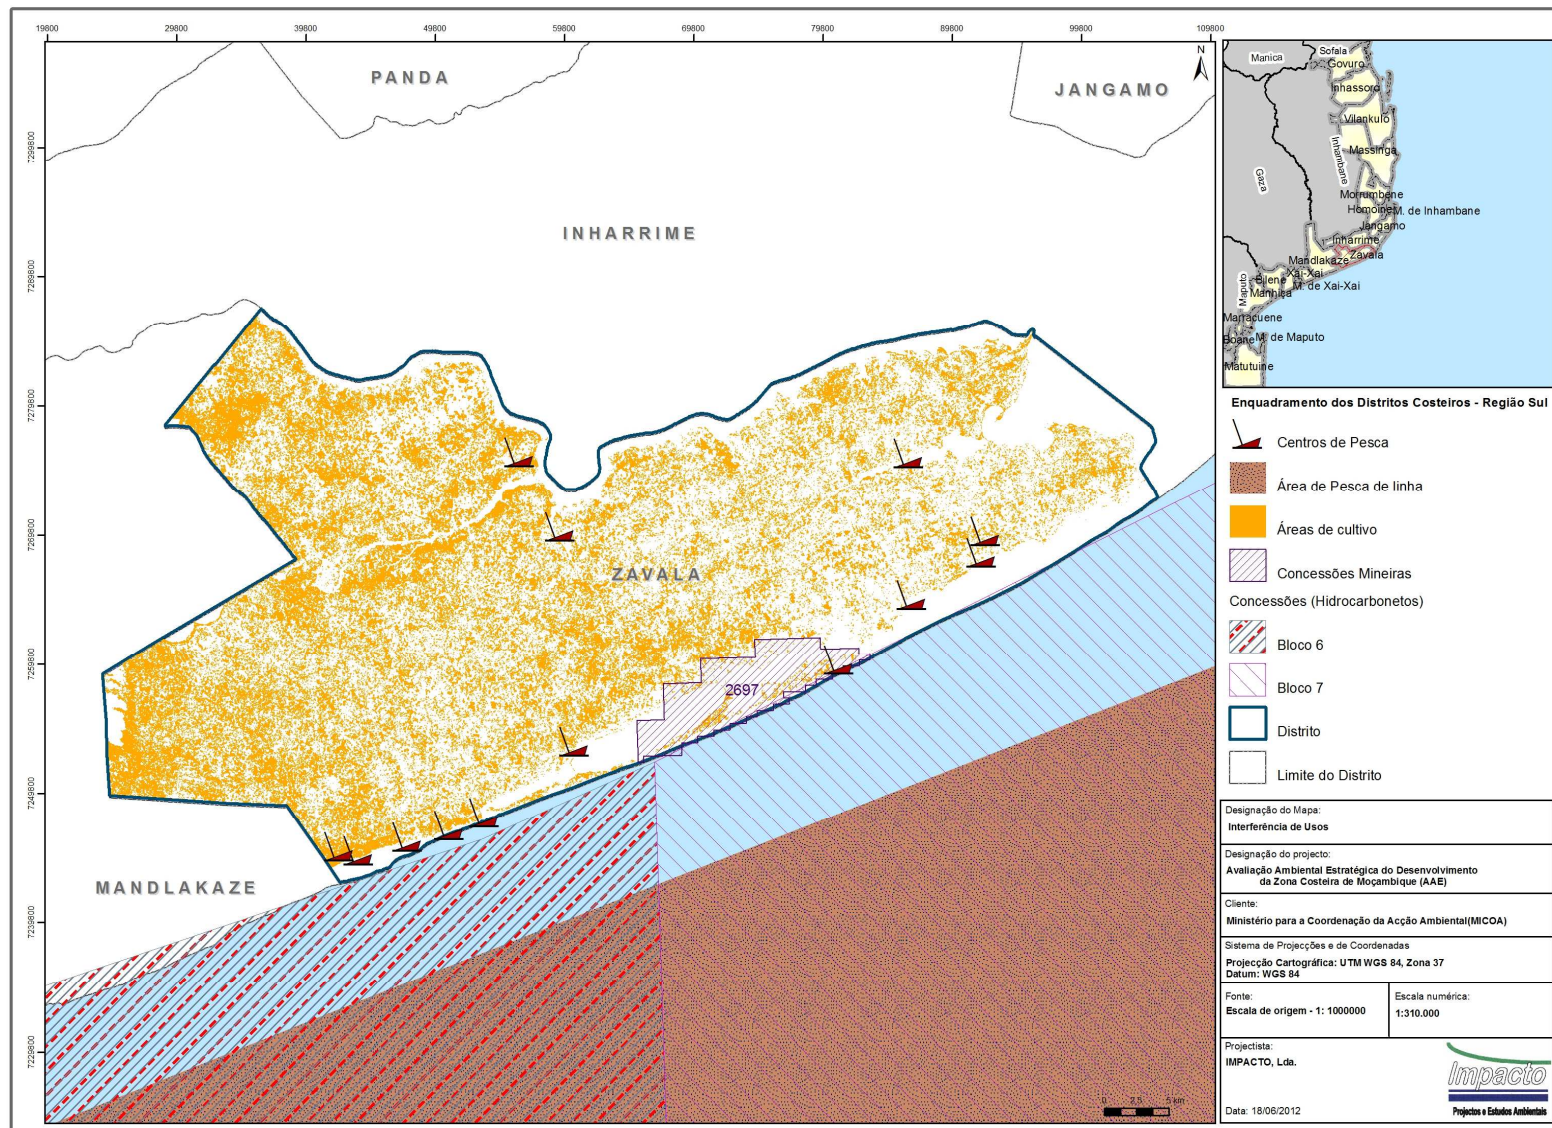 19800 29800 39800 49800 59800 69800 79800 89800 99800 109800
7299800
7289800
7279800
7269800
7259800
7249800
7239800
7229800
N
PANDA
JANGAMO
INHARRIME
ZAVALA
2697
MANDLAKAZE
0 2,5 5 km
Manica
Sofala
Govuro
Inhassoro
Vilankulo
Inhambane
Massinga
Gaza
Morrumbene
Homoine
M. de Inhambane
Jangamo
Inharrime
Zavala
Mandlakaze
Xai-Xai
Bilene
M. de Xai-Xai
Manhiça
Maputo
Marracuene
Boane
M. de Maputo
Matutuine
Enquadramento dos Distritos Costeiros - Região Sul
Centros de Pesca
Área de Pesca de linha
Áreas de cultivo
Concessões Mineiras
Concessões (Hidrocarbonetos)
Bloco 6
Bloco 7
Distrito
Limite do Distrito
Designação do Mapa:
Interferência de Usos
Designação do projecto:
Avaliação Ambiental Estratégica do Desenvolvimento
da Zona Costeira de Moçambique (AAE)
Cliente:
Ministério para a Coordenação da Acção Ambiental(MICOA)
Sistema de Projecções e de Coordenadas
Projecção Cartográfica: UTM WGS 84, Zona 37
Datum: WGS 84
Fonte:
Escala de origem - 1: 1000000
Escala numérica:
1:310.000
Projectista:
IMPACTO, Lda.
Data: 18/06/2012
Impacto
Projectos e Estudos Ambientais